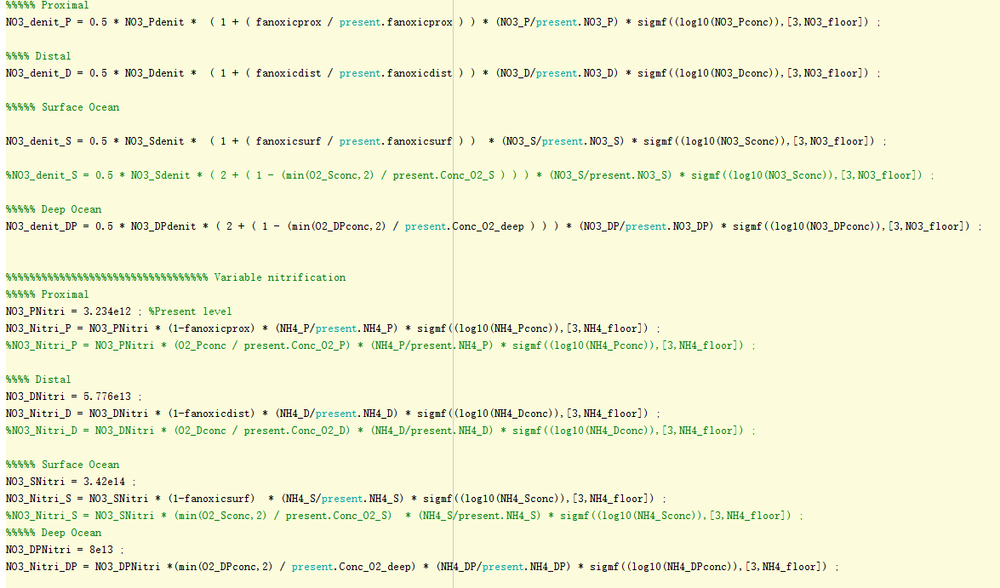 %%%%% Proximal
NO3_denit_P = 0.5 * NO3_Pdenit *  ( 1 + ( fanoxicprox / present.fanoxicprox ) ) * (NO3_P/present.NO3_P) * sigmf((log10(NO3_Pconc)),[3,NO3_floor]) ;
%%%% Distal
NO3_denit_D = 0.5 * NO3_Ddenit *  ( 1 + ( fanoxicdist / present.fanoxicdist ) ) * (NO3_D/present.NO3_D) * sigmf((log10(NO3_Dconc)),[3,NO3_floor]) ;
%%%%% Surface Ocean
NO3_denit_S = 0.5 * NO3_Sdenit *  ( 1 + ( fanoxicsurf / present.fanoxicsurf ) )  * (NO3_S/present.NO3_S) * sigmf((log10(NO3_Sconc)),[3,NO3_floor]) ;
%NO3_denit_S = 0.5 * NO3_Sdenit * ( 2 + ( 1 - (min(O2_Sconc,2) / present.Conc_O2_S ) ) ) * (NO3_S/present.NO3_S) * sigmf((log10(NO3_Sconc)),[3,NO3_floor]) ;
%%%%% Deep Ocean
NO3_denit_DP = 0.5 * NO3_DPdenit * ( 2 + ( 1 - (min(O2_DPconc,2) / present.Conc_O2_deep ) ) ) * (NO3_DP/present.NO3_DP) * sigmf((log10(NO3_DPconc)),[3,NO3_floor]) ;
%%%%%%%%%%%%%%%%%%%%%%%%%%%%%%%%%% Variable nitrification
%%%%% Proximal
NO3_PNitri = 3.234e12 ; %Present level
NO3_Nitri_P = NO3_PNitri * (1-fanoxicprox) * (NH4_P/present.NH4_P) * sigmf((log10(NH4_Pconc)),[3,NH4_floor]) ;
%NO3_Nitri_P = NO3_PNitri * (O2_Pconc / present.Conc_O2_P) * (NH4_P/present.NH4_P) * sigmf((log10(NH4_Pconc)),[3,NH4_floor]) ;
%%%% Distal
NO3_DNitri = 5.776e13 ;
NO3_Nitri_D = NO3_DNitri * (1-fanoxicdist) * (NH4_D/present.NH4_D) * sigmf((log10(NH4_Dconc)),[3,NH4_floor]) ;
%NO3_Nitri_D = NO3_DNitri * (O2_Dconc / present.Conc_O2_D) * (NH4_D/present.NH4_D) * sigmf((log10(NH4_Dconc)),[3,NH4_floor]) ;
%%%%% Surface Ocean
NO3_SNitri = 3.42e14 ;
NO3_Nitri_S = NO3_SNitri * (1-fanoxicsurf)  * (NH4_S/present.NH4_S) * sigmf((log10(NH4_Sconc)),[3,NH4_floor]) ;
%NO3_Nitri_S = NO3_SNitri * (min(O2_Sconc,2) / present.Conc_O2_S)  * (NH4_S/present.NH4_S) * sigmf((log10(NH4_Sconc)),[3,NH4_floor]) ;
%%%%% Deep Ocean
NO3_DPNitri = 8e13 ;
NO3_Nitri_DP = NO3_DPNitri *(min(O2_DPconc,2) / present.Conc_O2_deep) * (NH4_DP/present.NH4_DP) * sigmf((log10(NH4_DPconc)),[3,NH4_floor]) ;